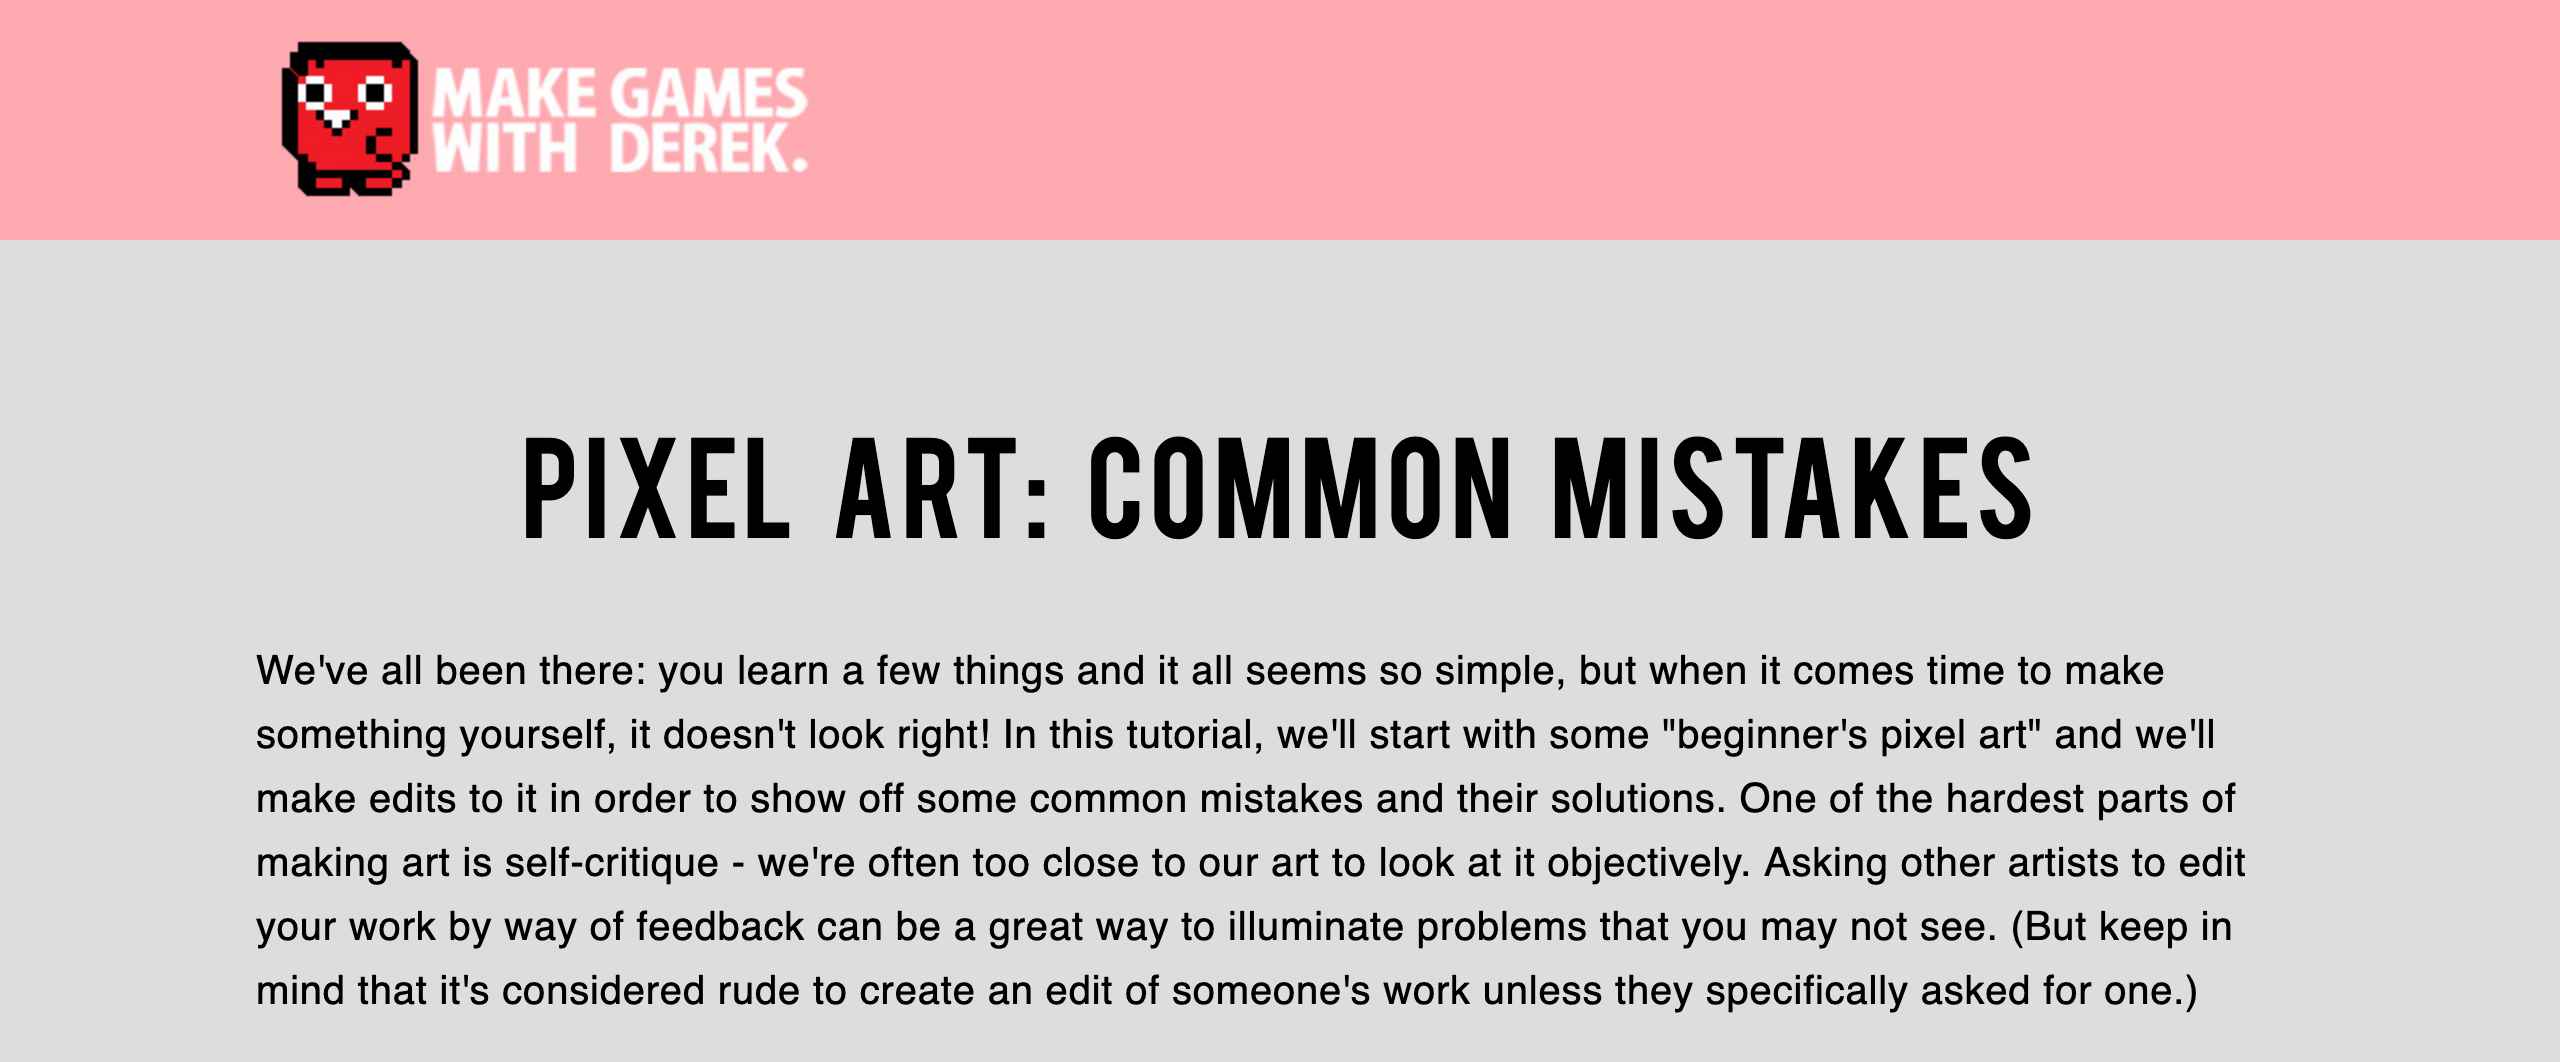 MAKE GAMES
WITH DEREK.
PIXEL ART: COMMON MISTAKES
We've all been there: you learn a few things and it all seems so simple, but when it comes time to make
something yourself, it doesn't look right! In this tutorial, we'll start with some "beginner's pixel art" and we'll
make edits to it in order to show off some common mistakes and their solutions. One of the hardest parts of
making art is self-critique - we're often too close to our art to look at it objectively. Asking other artists to edit
your work by way of feedback can be a great way to illuminate problems that you may not see. (But keep in
mind that it's considered rude to create an edit of someone's work unless they specifically asked for one.)